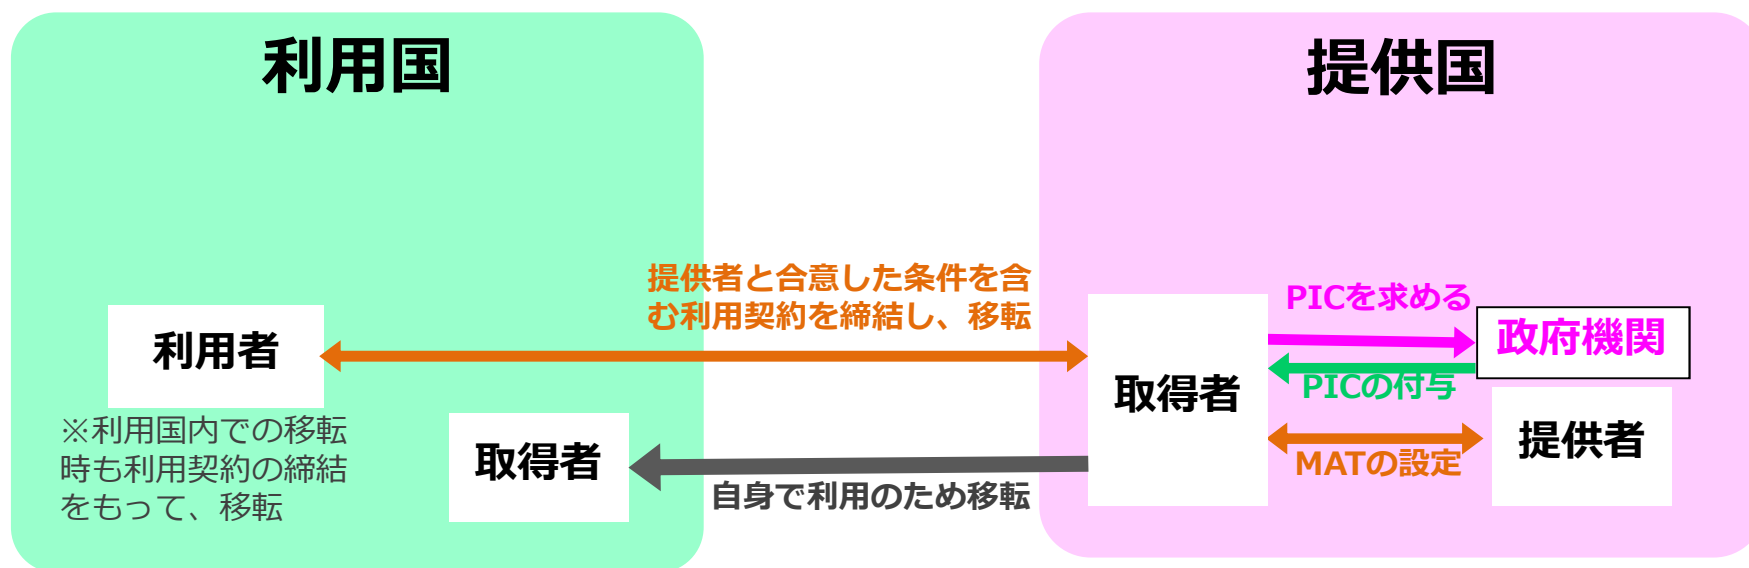 利用国
提供国
提供者と合意した条件を含
む利用契約を締結し、移転
利用者
※利用国内での移転
時も利用契約の締結
をもって、移転
取得者
自身で利用のため移転
取得者
PICを求める
政府機関
PICの付与
MATの設定
提供者